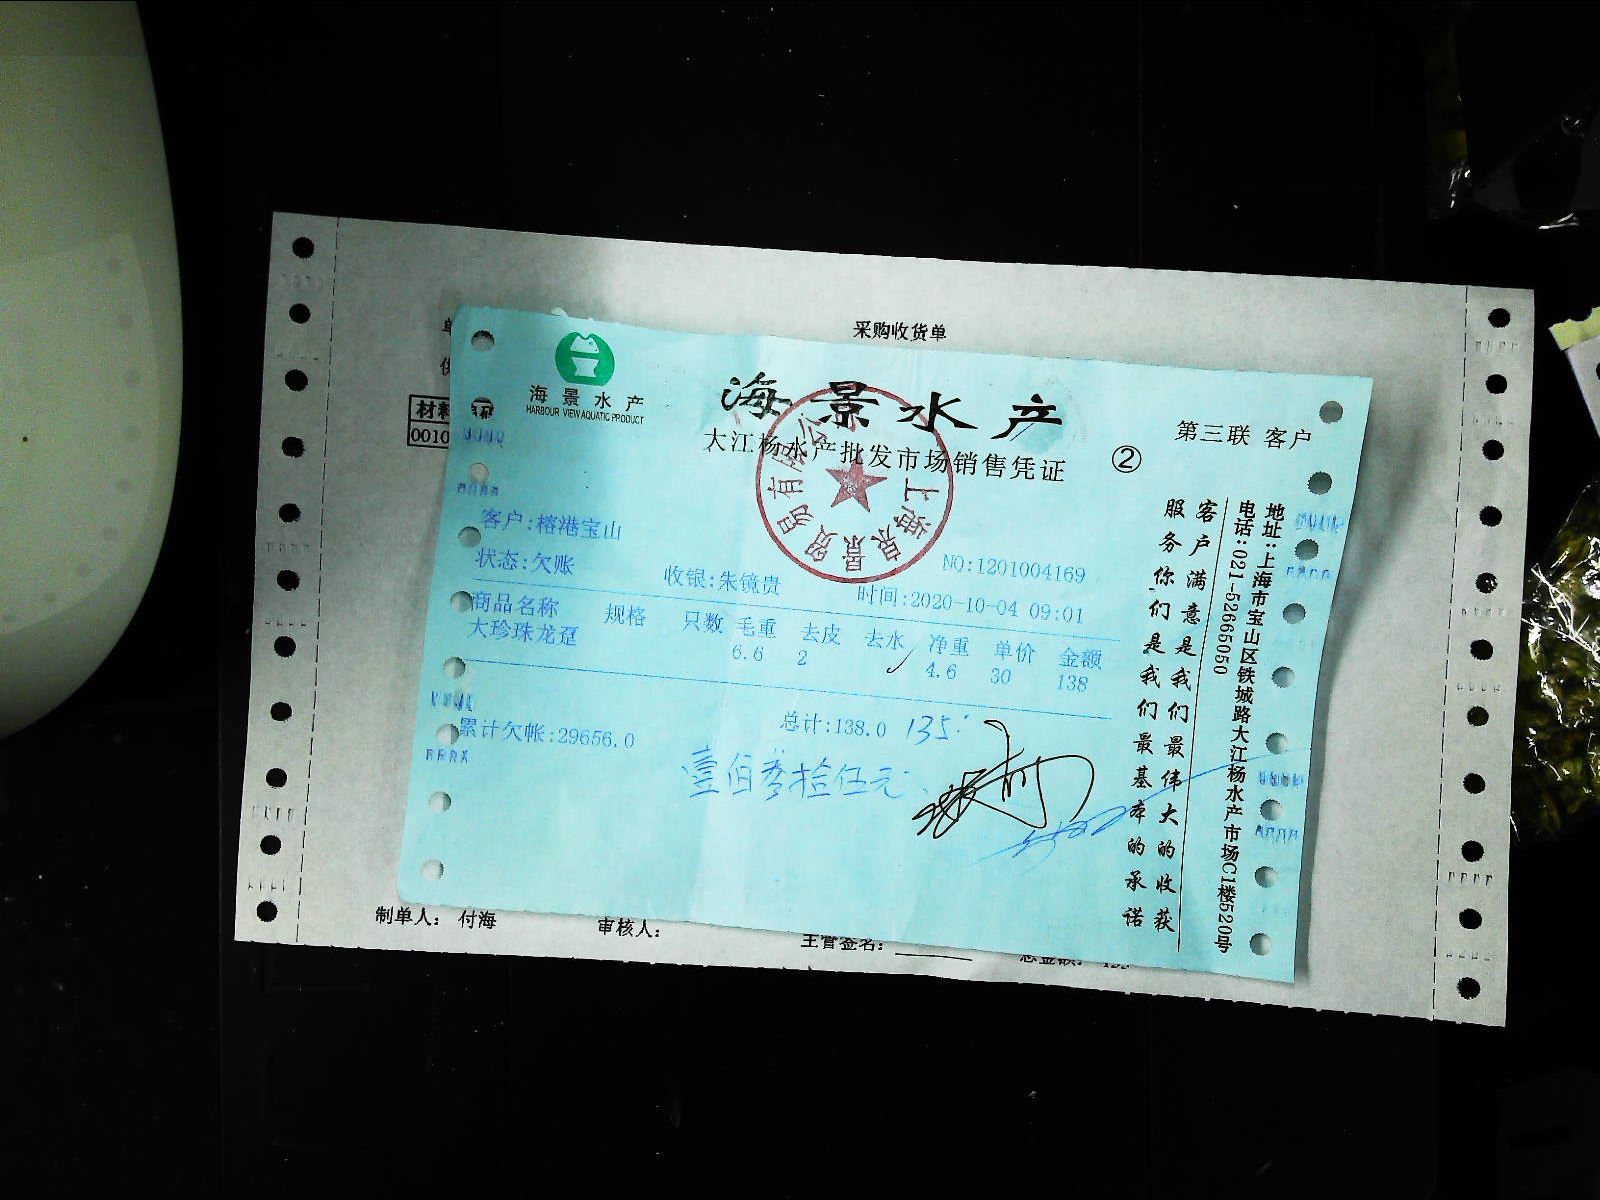 采购收货单
材料
0010
海景水产
HARBOUR VIEW AQUATIC PRODUCT
海景水产
大江杨水产批发市场销售凭证
②
第三联 客户
客户:榕港宝山
状态:欠账
收银:朱镜贵
NO:1201004169
时间:2020-10-04 09:01
商品名称 规格 只数 毛重 去皮 去水 净重 单价 金额
大珍珠龙趸 6.6 2 4.6 30 138
累计欠帐:29656.0
总计:138.0 135.
壹佰叁拾伍元
地址:上海市宝山区铁城路大江杨水产市场C1楼520号
电话:021-52665050
客户满意是我们最伟大的收获
服务你们是我们最基本的承诺
制单人: 付海
审核人:
主管签名:
总金额: 135